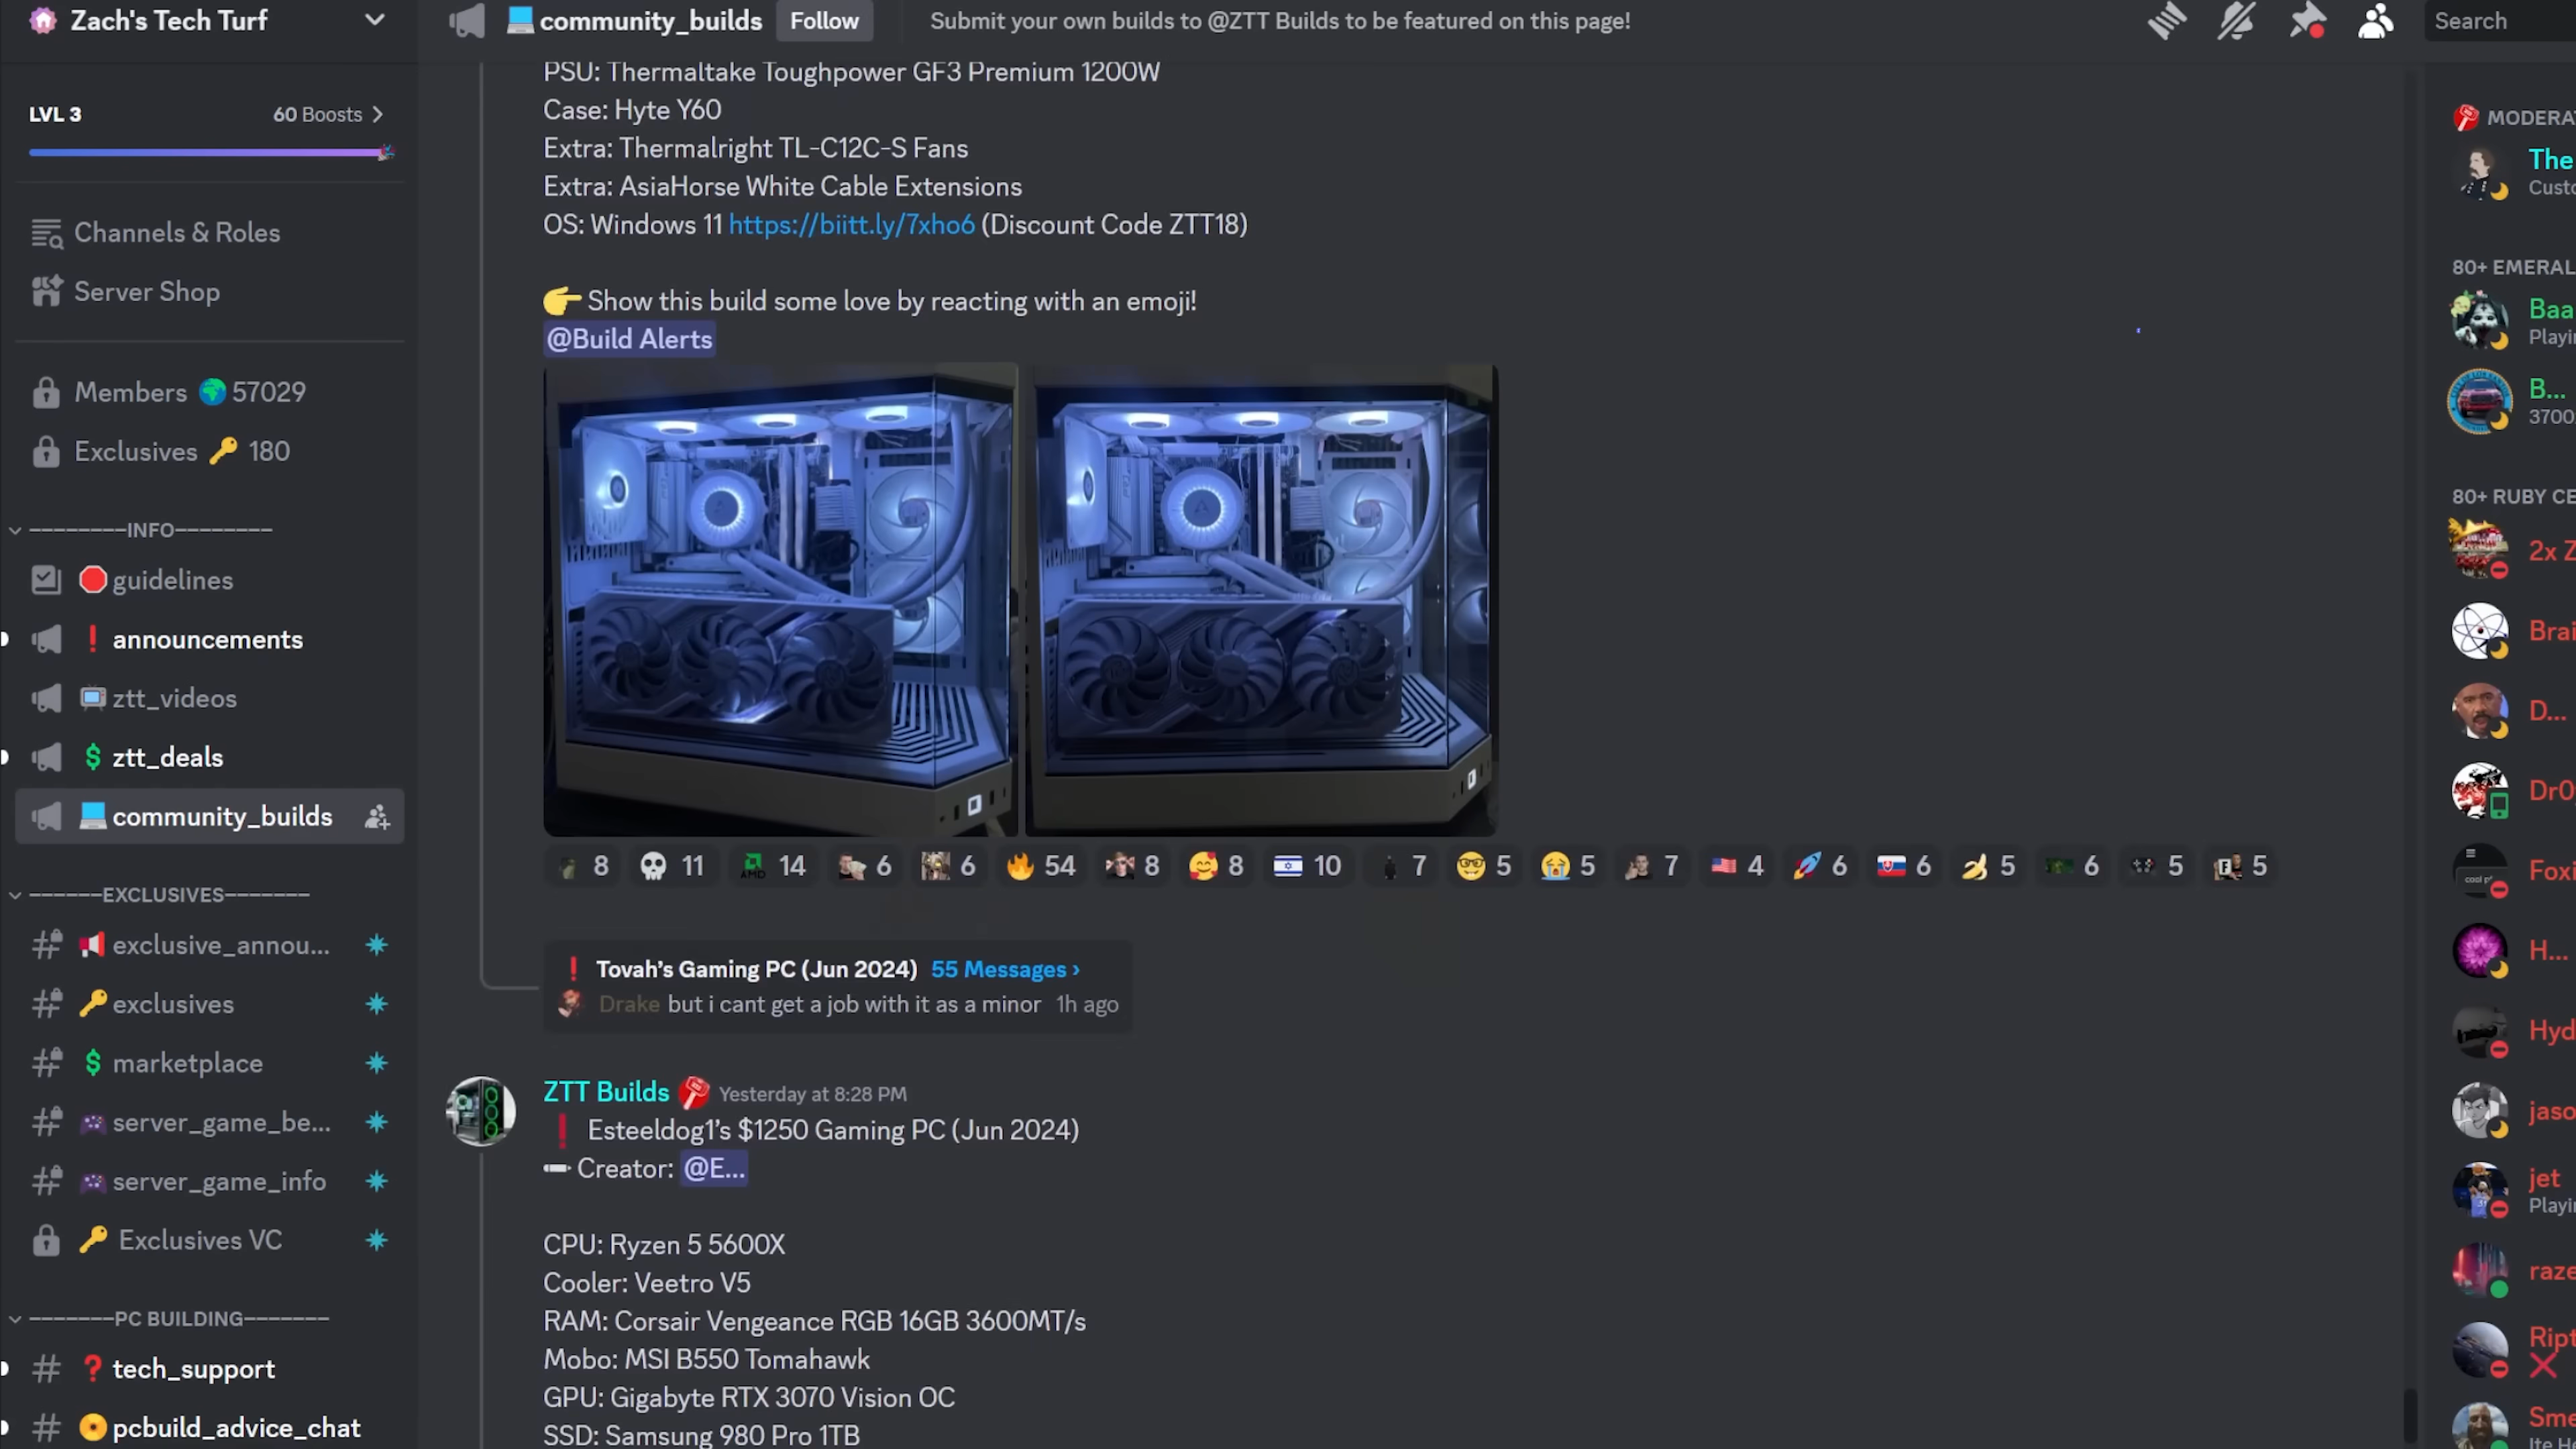 Zach's Tech Turf
LVL 3
60 Boosts
Channels & Roles
Server Shop
Members 57029
Exclusives 180
--------INFO--------
guidelines
announcements
ztt_videos
ztt_deals
community_builds
------EXCLUSIVES------
exclusive_annou...
exclusives
marketplace
server_game_be...
server_game_info
Exclusives VC
-------PC BUILDING-------
tech_support
pcbuild_advice_chat
community_builds
Follow
Submit your own builds to @ZTT Builds to be featured on this page!
Search
PSU: Thermaltake Toughpower GF3 Premium 1200W
Case: Hyte Y60
Extra: Thermalright TL-C12C-S Fans
Extra: AsiaHorse White Cable Extensions
OS: Windows 11 https://biitt.ly/7xho6 (Discount Code ZTT18)
Show this build some love by reacting with an emoji!
@Build Alerts
8 11 14 6 6 54 8 8 10 7 5 5 7 4 6 6 5 6 5 5
Tovah's Gaming PC (Jun 2024) 55 Messages ›
Drake but i cant get a job with it as a minor 1h ago
ZTT Builds Yesterday at 8:28 PM
Esteeldog1's $1250 Gaming PC (Jun 2024)
Creator: @E...
CPU: Ryzen 5 5600X
Cooler: Veetro V5
RAM: Corsair Vengeance RGB 16GB 3600MT/s
Mobo: MSI B550 Tomahawk
GPU: Gigabyte RTX 3070 Vision OC
SSD: Samsung 980 Pro 1TB
MODERA
The
Custo
80+ EMERAL
Baa
Playin
B...
3700
80+ RUBY CE
2x Z
Brai
D...
Dr0
Foxi
H...
Hyd
jaso
jet
Playin
raze
Ript
Sme